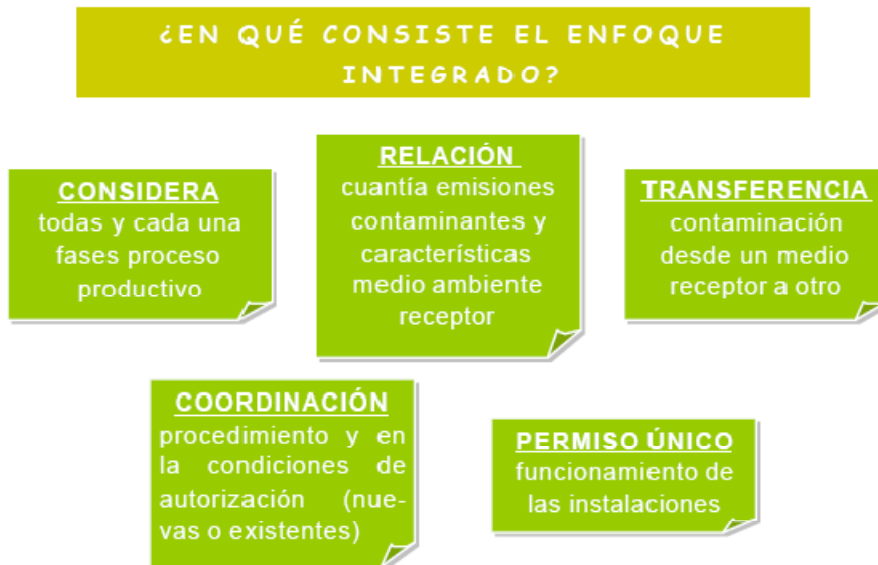 ¿EN QUÉ CONSISTE EL ENFOQUE
INTEGRADO?
CONSIDERA
todas y cada una
fases proceso
productivo
RELACIÓN
cuantía emisiones
contaminantes y
características
medio ambiente
receptor
TRANSFERENCIA
contaminación
desde un medio
receptor a otro
COORDINACIÓN
procedimiento y en
la condiciones de
autorización (nue-
vas o existentes)
PERMISO ÚNICO
funcionamiento de
las instalaciones